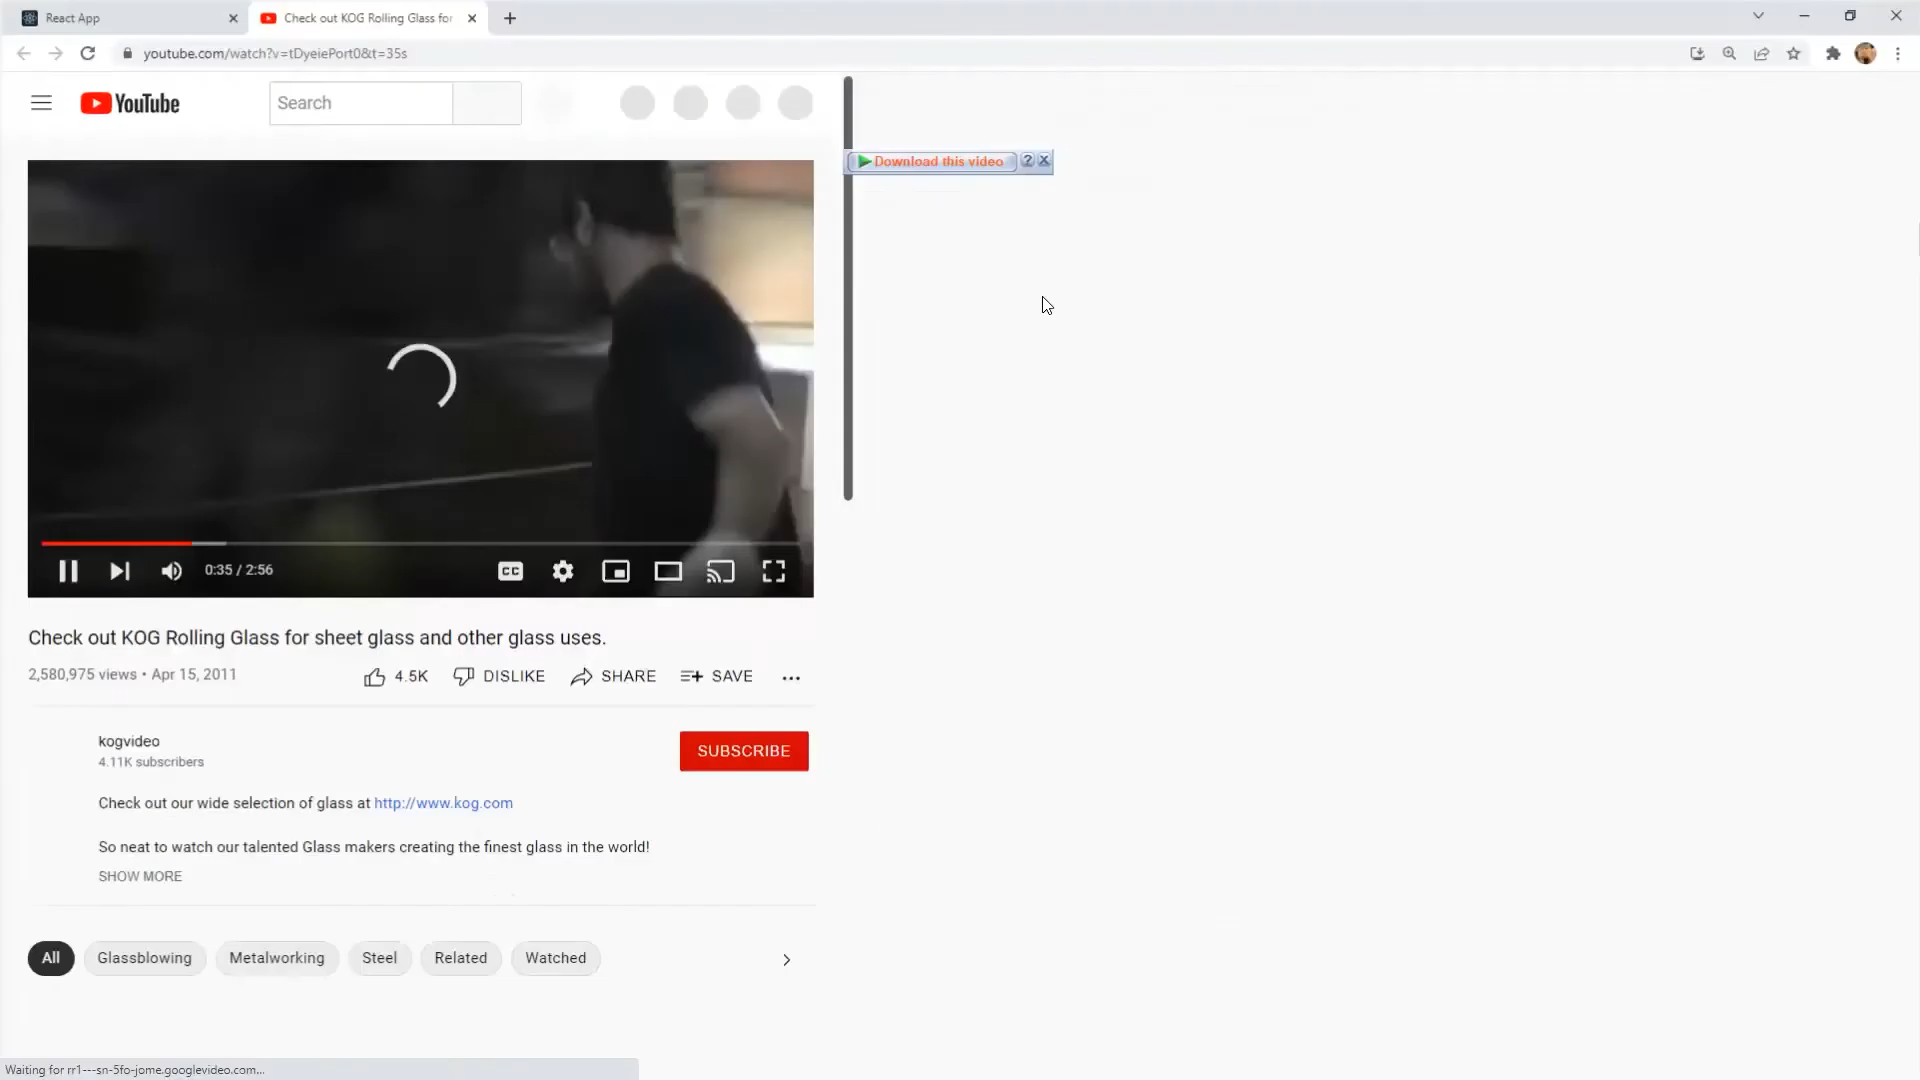 React App
Check out KOG Rolling Glass for
youtube.com/watch?v=tDyeiePort0&t=35s
YouTube
Search
Download this video
?
0:35 / 2:56
CC
Check out KOG Rolling Glass for sheet glass and other glass uses.
2,580,975 views • Apr 15, 2011
4.5K
DISLIKE
SHARE
SAVE
kogvideo
4.11K subscribers
SUBSCRIBE
Check out our wide selection of glass at http://www.kog.com
So neat to watch our talented Glass makers creating the finest glass in the world!
SHOW MORE
All
Glassblowing
Metalworking
Steel
Related
Watched
Waiting for rr1---sn-5fo-jome.googlevideo.com...